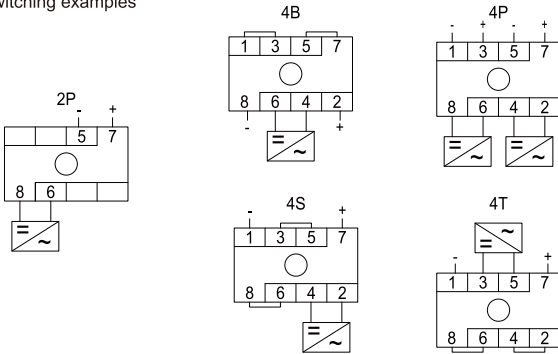 switching examples
2P
- +
5 7
8 6
= ~
4B
1 3 5 7
8 6 4 2
- +
= ~
4P
- + - +
1 3 5 7
8 6 4 2
= ~ = ~
4S
- +
1 3 5 7
8 6 4 2
= ~
4T
= ~
- +
1 3 5 7
8 6 4 2